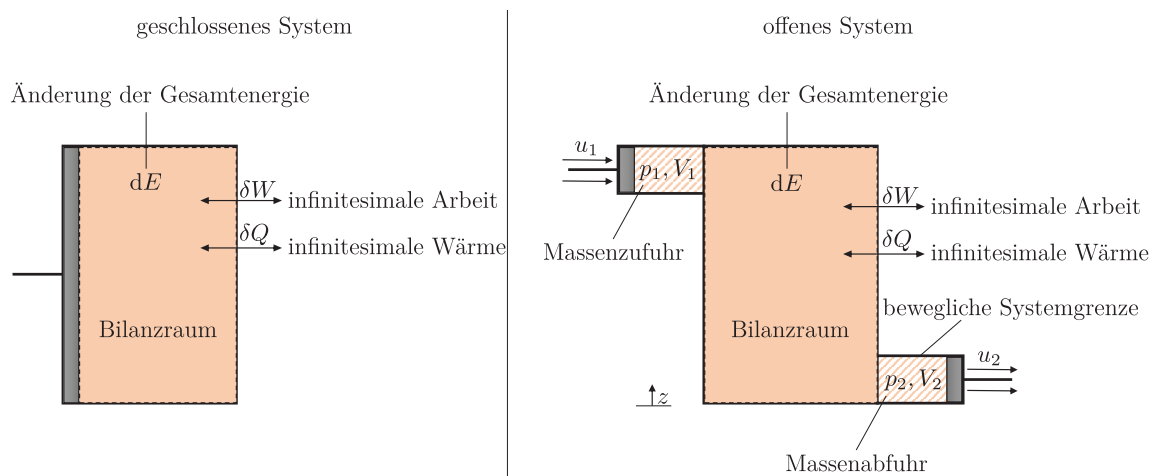 geschlossenes System
Änderung der Gesamtenergie
dE
δW
infinitesimale Arbeit
δQ
infinitesimale Wärme
Bilanzraum
offenes System
Änderung der Gesamtenergie
u₁
p₁, V₁
dE
δW
infinitesimale Arbeit
δQ
infinitesimale Wärme
Massenzufuhr
bewegliche Systemgrenze
Bilanzraum
u₂
p₂, V₂
z
Massenabfuhr